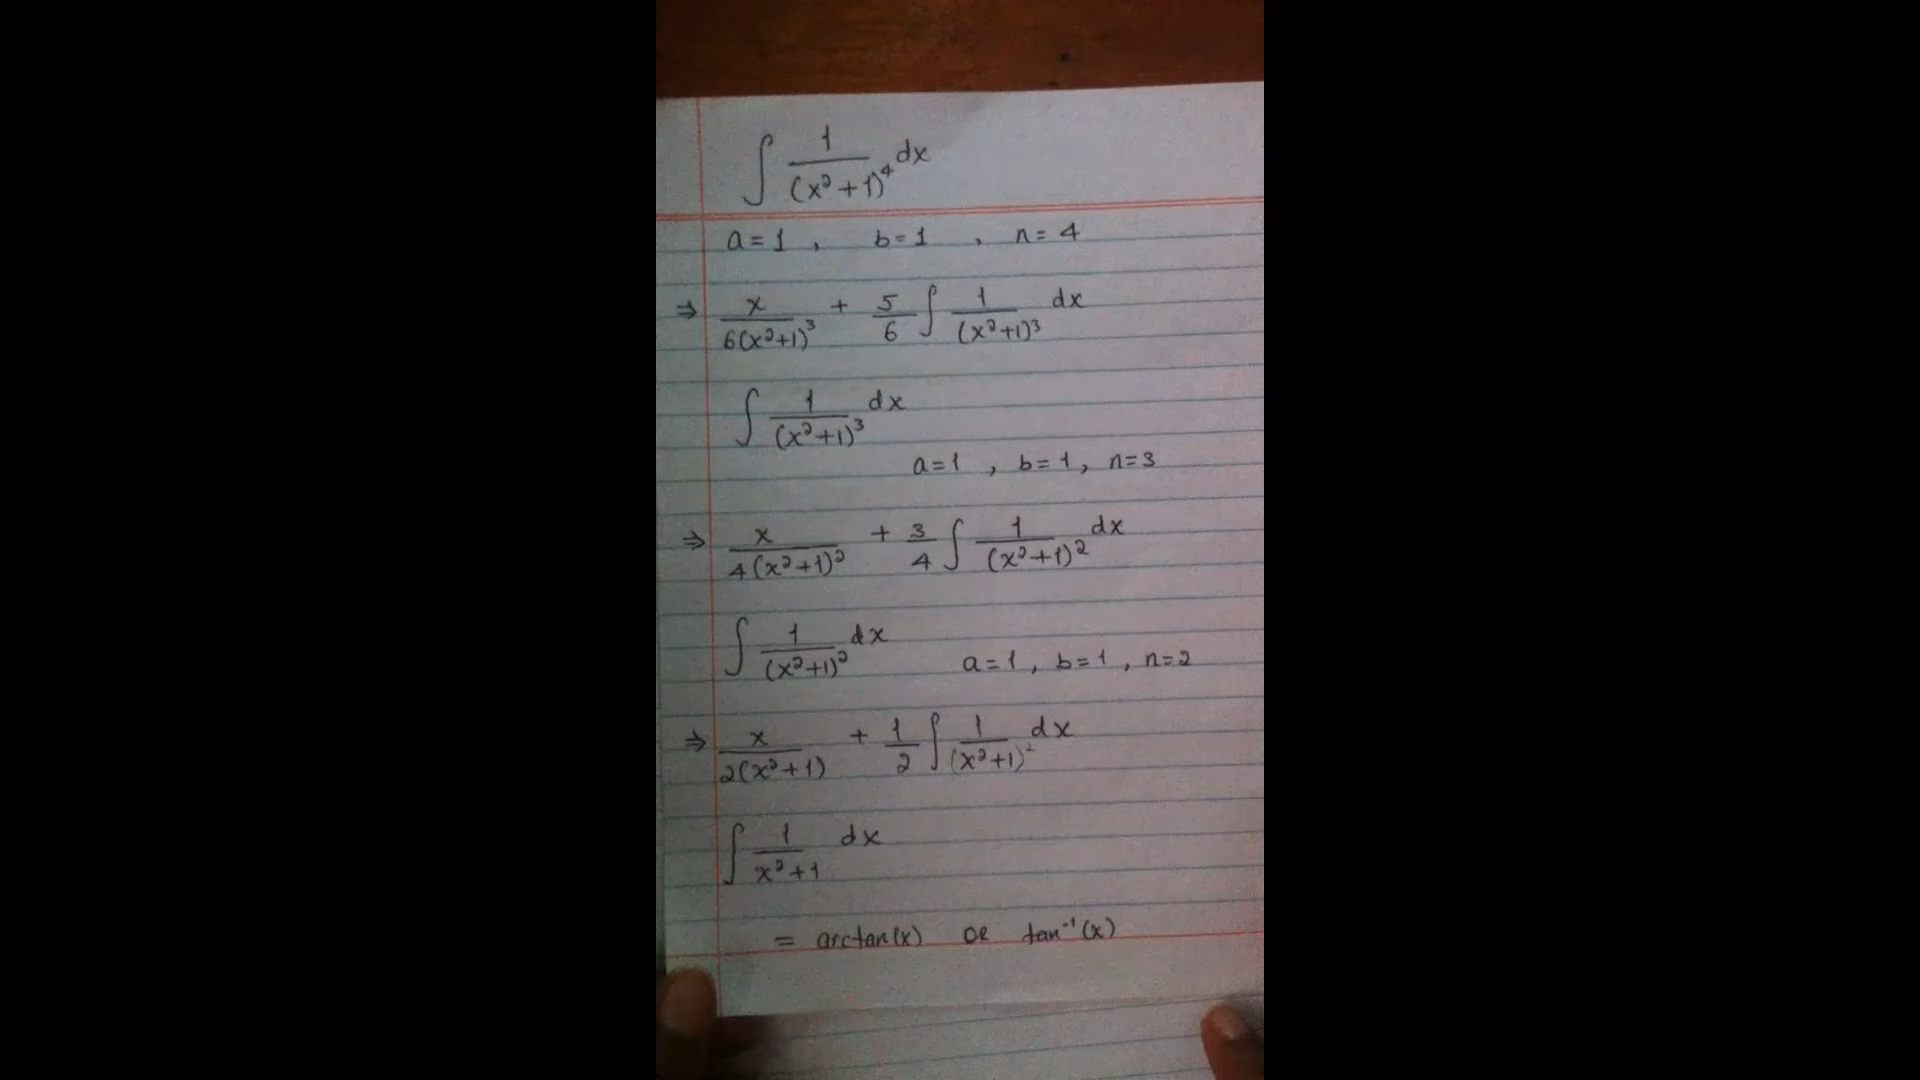 ∫ 1/(x²+1)⁴ dx
a=1 , b=1 , n=4
⇒ x/6(x²+1)³ + 5/6 ∫ 1/(x²+1)³ dx
∫ 1/(x²+1)³ dx
a=1 , b=1, n=3
⇒ x/4(x²+1)² + 3/4 ∫ 1/(x²+1)² dx
∫ 1/(x²+1)² dx a=1, b=1, n=2
⇒ x/2(x²+1) + 1/2 ∫ 1/(x²+1)¹ dx
∫ 1/x²+1 dx
= arctan(x) OR tan⁻¹(x)